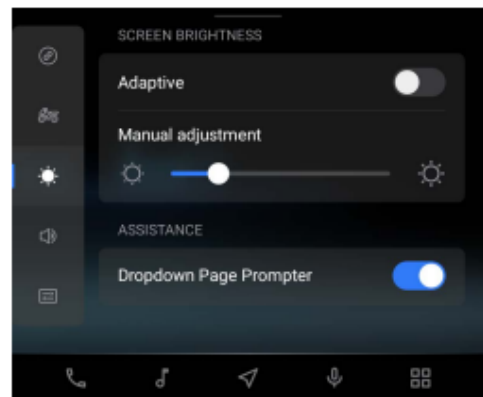 SCREEN BRIGHTNESS
Adaptive
Manual adjustment
ASSISTANCE
Dropdown Page Prompter